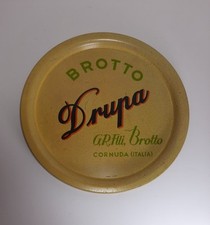 BROTTO
Drupa
G.P. F.lli Brotto
CORNUDA (ITALIA)